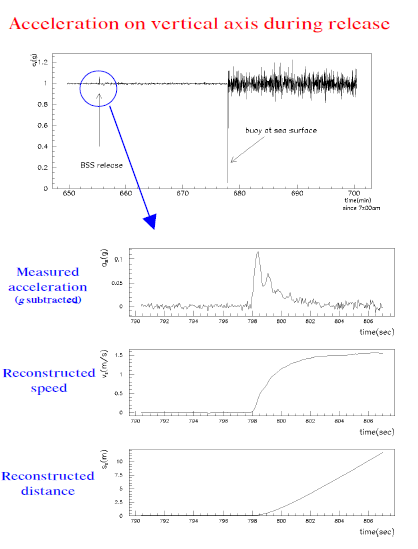 Acceleration on vertical axis during release
a_z(g)
1.2
1
0.8
0.6
0.4
0.2
0
BSS release
buoy at sea surface
650 660 670 680 690 700
time(min)
since 7:00am
Measured
acceleration
(g subtracted)
a_z(g)
0.1
0.05
0
790 792 794 796 798 800 802 804 806
time(sec)
Reconstructed
speed
v_z(m/s)
1.5
1
0.5
0
790 792 794 796 798 800 802 804 806
time(sec)
Reconstructed
distance
s_z(m)
10
7.5
5
2.5
0
790 792 794 796 798 800 802 804 806
time(sec)